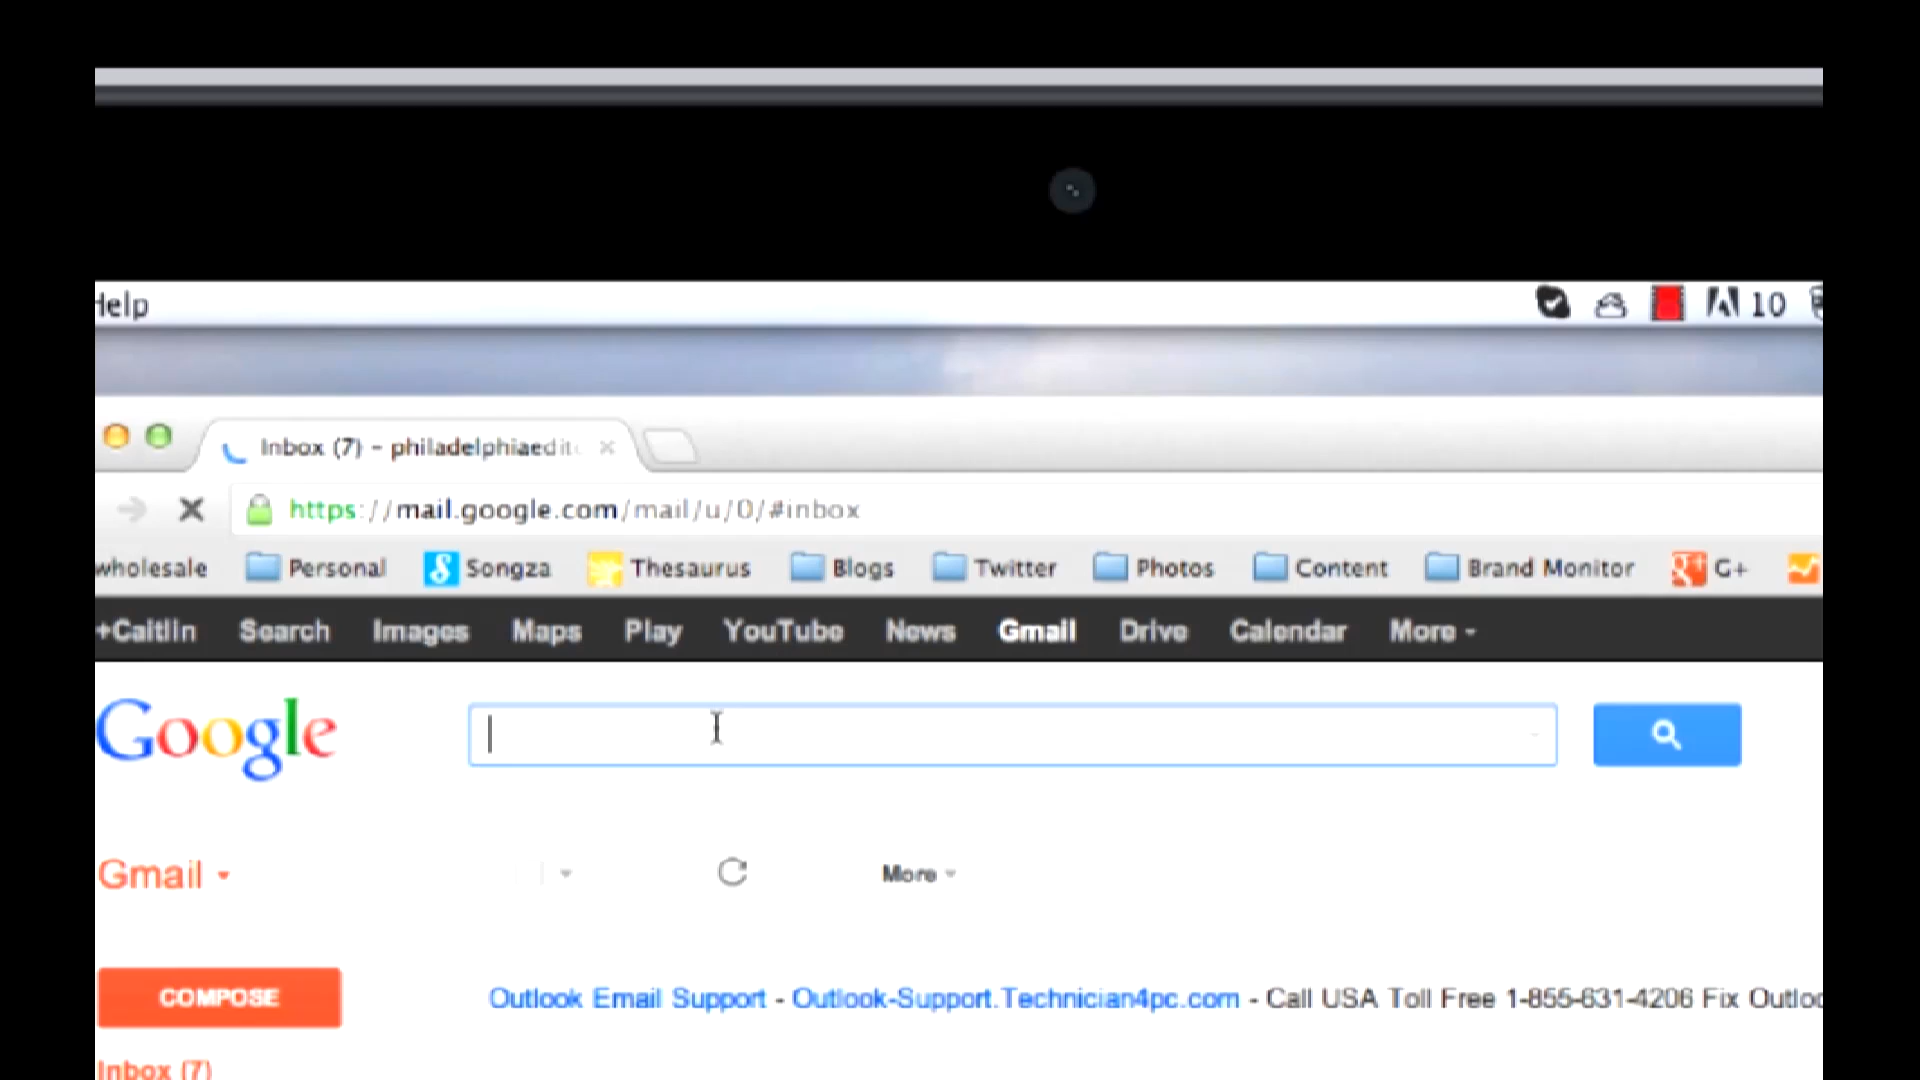 Help
10
Inbox (7) - philadelphiaedit
https://mail.google.com/mail/u/0/#inbox
wholesale Personal Songza Thesaurus Blogs Twitter Photos Content Brand Monitor G+
+Caitlin Search Images Maps Play YouTube News Gmail Drive Calendar More
Google
Gmail More
COMPOSE Outlook Email Support - Outlook-Support.Technician4pc.com - Call USA Toll Free 1-855-631-4206 Fix Outloo
Inbox (7)